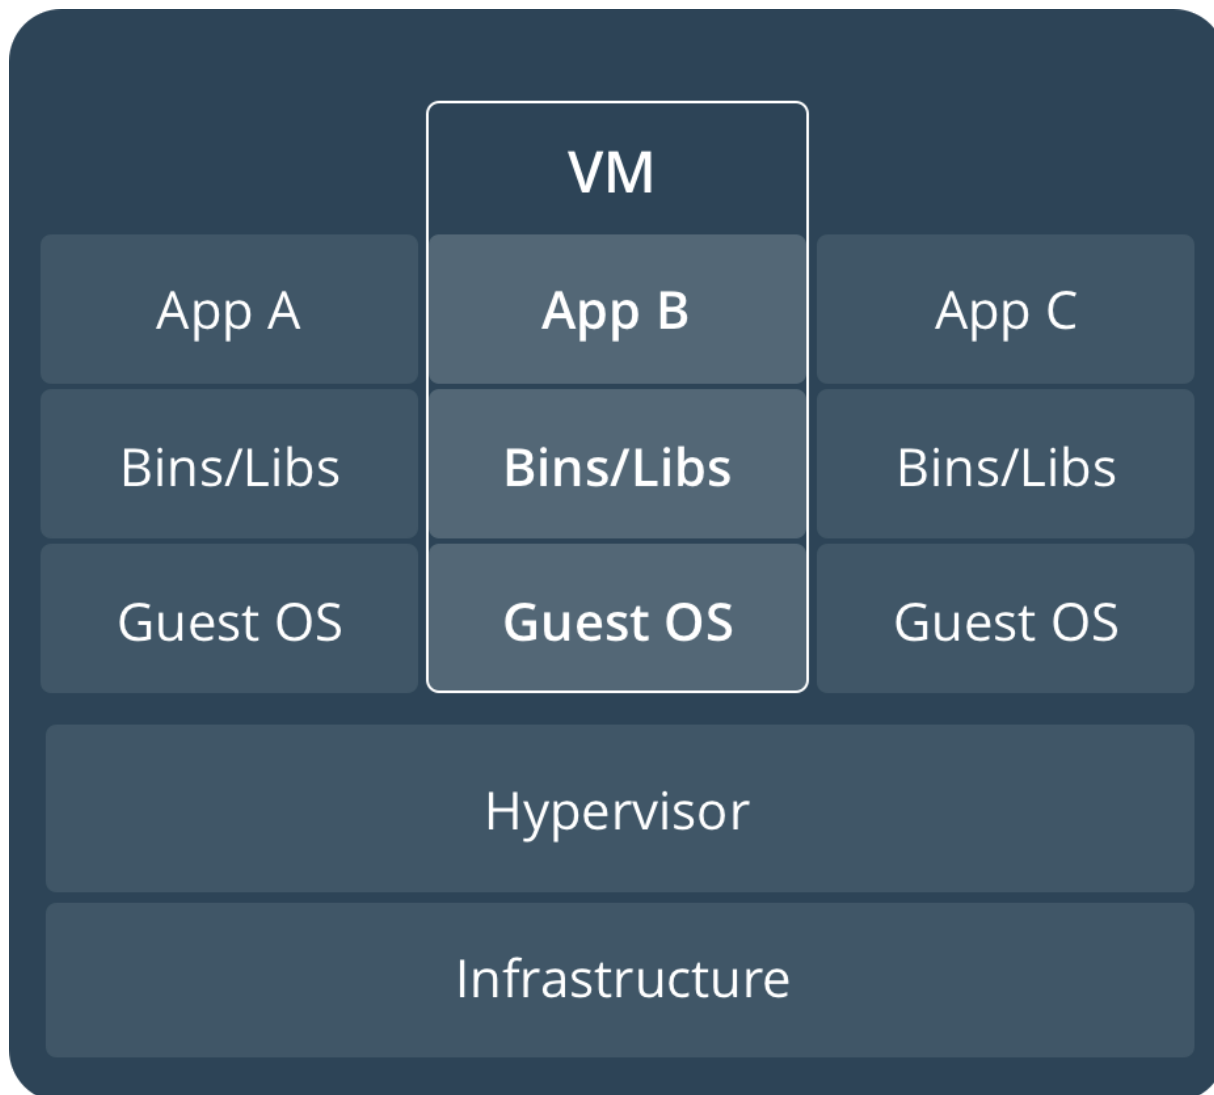 VM
App A
App B
App C
Bins/Libs
Bins/Libs
Bins/Libs
Guest OS
Guest OS
Guest OS
Hypervisor
Infrastructure